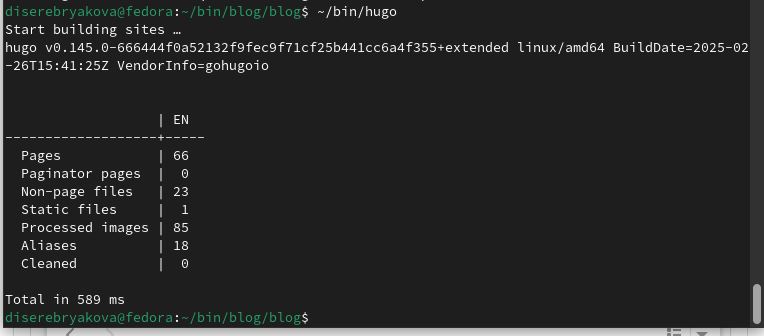 diserebryakova@fedora:~/bin/blog/blog$ ~/bin/hugo
Start building sites …
hugo v0.145.0-666444f0a52132f9fec9f71cf25b441cc6a4f355+extended linux/amd64 BuildDate=2025-02
-26T15:41:25Z VendorInfo=gohugoio
                   | EN
-------------------+-----
  Pages            | 66
  Paginator pages  |  0
  Non-page files   | 23
  Static files     |  1
  Processed images | 85
  Aliases          | 18
  Cleaned          |  0
Total in 589 ms
diserebryakova@fedora:~/bin/blog/blog$